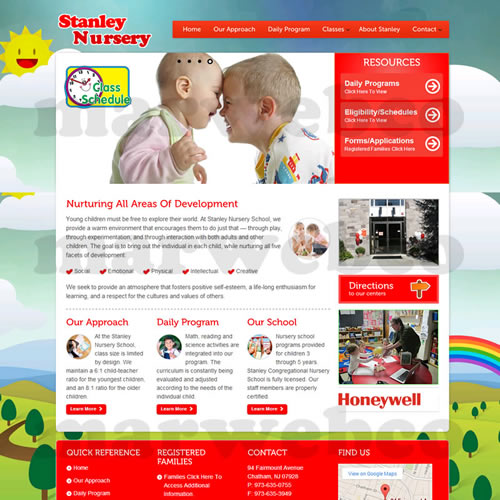 Stanley
Nursery
Home Our Approach Daily Program Classes About Stanley Contact
Class
Schedule
RESOURCES
Daily Programs
Click Here To View
Eligibility/Schedules
Click Here To View
Forms/Applications
Registered Families Click Here
Nurturing All Areas Of Development
Young children must be free to explore their world. At Stanley Nursery School, we
provide a warm environment that encourages them to do just that — through play,
through experimentation, and through interaction with both adults and other
children. The goal is to bring out the individual in each child, while nurturing all five
facets of development:
Social Emotional Physical Intellectual Creative
We seek to provide an atmosphere that fosters positive self-esteem, a life-long enthusiasm for
learning, and a respect for the cultures and values of others.
Directions
to our centers
Our Approach
At the Stanley
Nursery School,
class size is limited
by design. We
maintain a 6:1 child-teacher
ratio for the younger children,
and an 8:1 ratio for the older
children.
Learn More
Daily Program
Math, reading and
science activities are
integrated into our
program. The
curriculum is constantly being
evaluated and adjusted
according to the needs of the
individual child.
Learn More
Our School
Nursery school
programs provided
for children 3
through 5 years.
Stanley Congregational Nursery
School is fully licensed. Our
staff members are properly
certified.
Learn More
Honeywell
QUICK REFERENCE
Home
Our Approach
Daily Program
REGISTERED
FAMILIES
Families Click Here To
Access Additional
Information
CONTACT
94 Fairmount Avenue
Chatham, NJ 07928
P: 973-635-0755
F: 973-635-3949
FIND US
View on Google Maps
marwebco
marwebco
marwebco